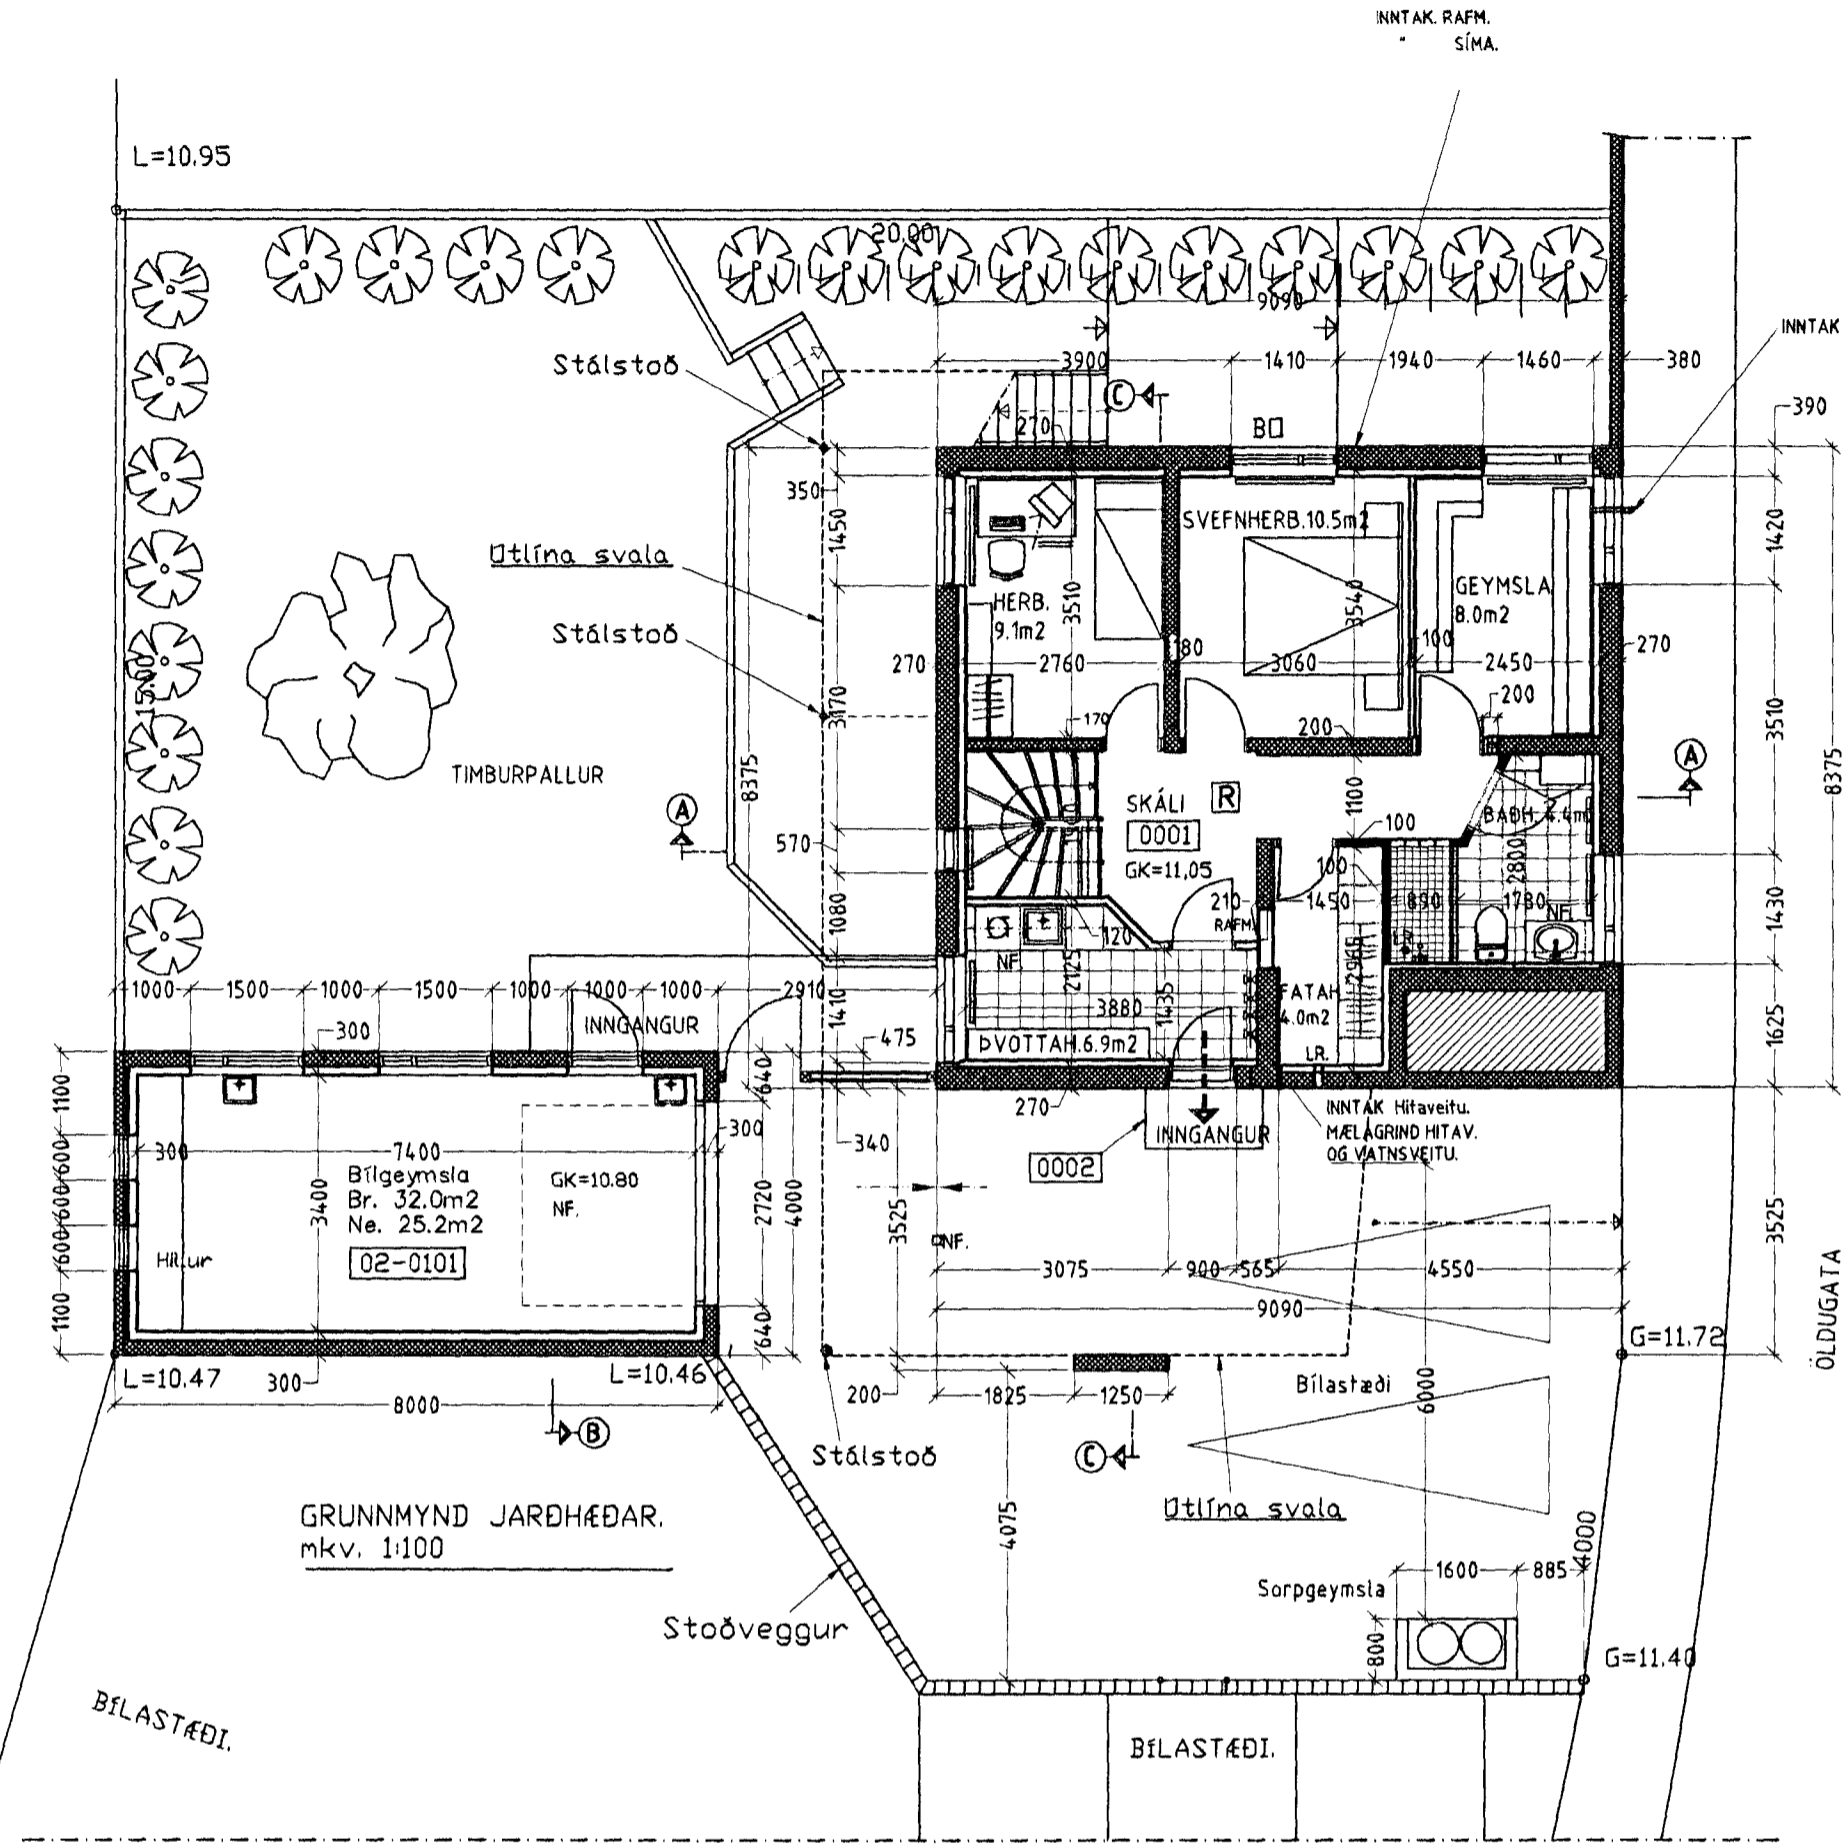 INNTAK. RAFM.
" SÍMA.
L=10.95
20.00
9090
INNTAK
Stálstoð
3900
1410
1940
1460
380
390
270
B
C
350
1450
SVEFNHERB.10.5m2
1420
Útlína svala
HERB.
9.1m2
3510
3540
GEYMSLA
8.0m2
Stálstoð
100
270
270
2760
180
3060
2450
15.00
3170
200
170
200
3510
8375
8375
TIMBURPALLUR
A
A
SKÁLI
R
0001
GK=11,05
1100
100
BAÐH. 4.4m2
570
1080
100
2800
210
1450
890
1780
1430
RAFM.
120
NF.
NF.
2125
1435
2965
1000
1500
1000
1500
1000
1000
1000
2910
1410
3880
FATAH
4.0m2
1625
INNGANGUR
300
475
ÞVOTTAH.6.9m2
LR.
1100
640
270
INNTAK Hitaveitu.
MÆLAGRIND HITAV.
OG VATNSVEITU.
INNGANGUR
0002
340
300
7400
300
Bílgeymsla
Br. 32.0m2
Ne. 25.2m2
02-0101
GK=10.80
NF.
3400
2720
4000
3525
3525
600
600
600
600
Hillur
NF.
3075
900
565
4550
9090
1100
640
G=11.72
ÖLDUGATA
L=10.47
300
L=10.46
8000
200
1825
1250
Bílastæði
6000
B
Stálstoð
C
GRUNNMYND JARÐHÆÐAR.
mkv. 1:100
4075
Útlína svala
4000
1600
885
Sorpgeymsla
800
Stoðveggur
G=11.40
BÍLASTÆÐI.
BÍLASTÆÐI.